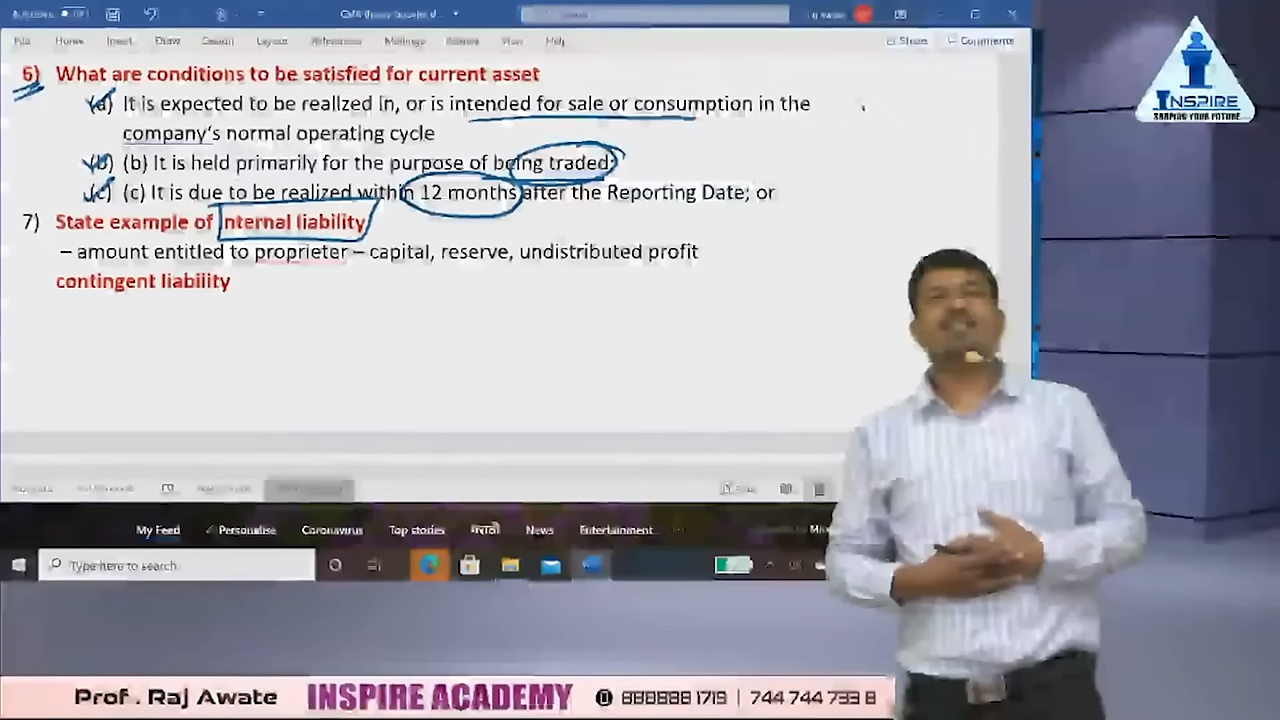 File Home Insert Draw Design Layout References Mailings Review View Help Share Comments
6) What are conditions to be satisfied for current asset
(a) It is expected to be realized in, or is intended for sale or consumption in the
company's normal operating cycle
(b) (b) It is held primarily for the purpose of being traded;
(c) (c) It is due to be realized within 12 months after the Reporting Date; or
7) State example of internal liability
– amount entitled to proprieter – capital, reserve, undistributed profit
contingent liability
INSPIRE
SHAPING YOUR FUTURE
My Feed Personalise Coronavirus Top stories News Entertainment
Type here to search
Prof. Raj Awate INSPIRE ACADEMY 888888 1719 | 744 744 733 8